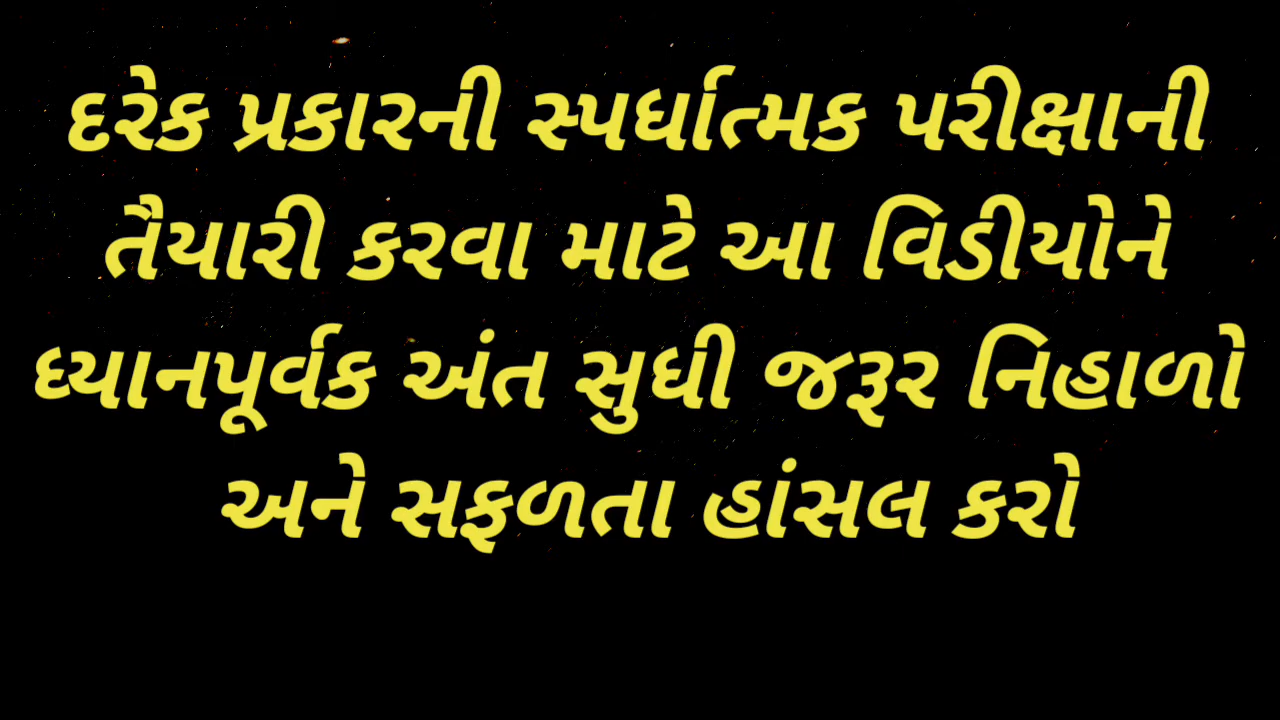 દરેક પ્રકારની સ્પર્ધાત્મક પરીક્ષાની
તૈયારી કરવા માટે આ વિડીયોને
ધ્યાનપૂર્વક અંત સુધી જરૂર નિહાળો
અને સફળતા હાંસલ કરો